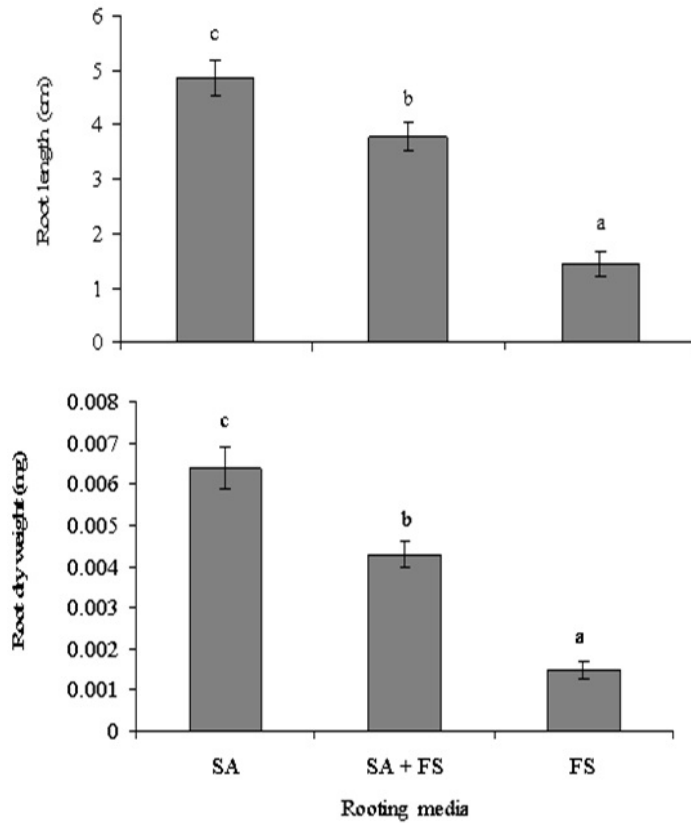 6
5
4
3
2
1
0
Root length (cm)
c
b
a
0.008
0.007
0.006
0.005
0.004
0.003
0.002
0.001
0
Root dry weight (mg)
c
b
a
SA SA + FS FS
Rooting media